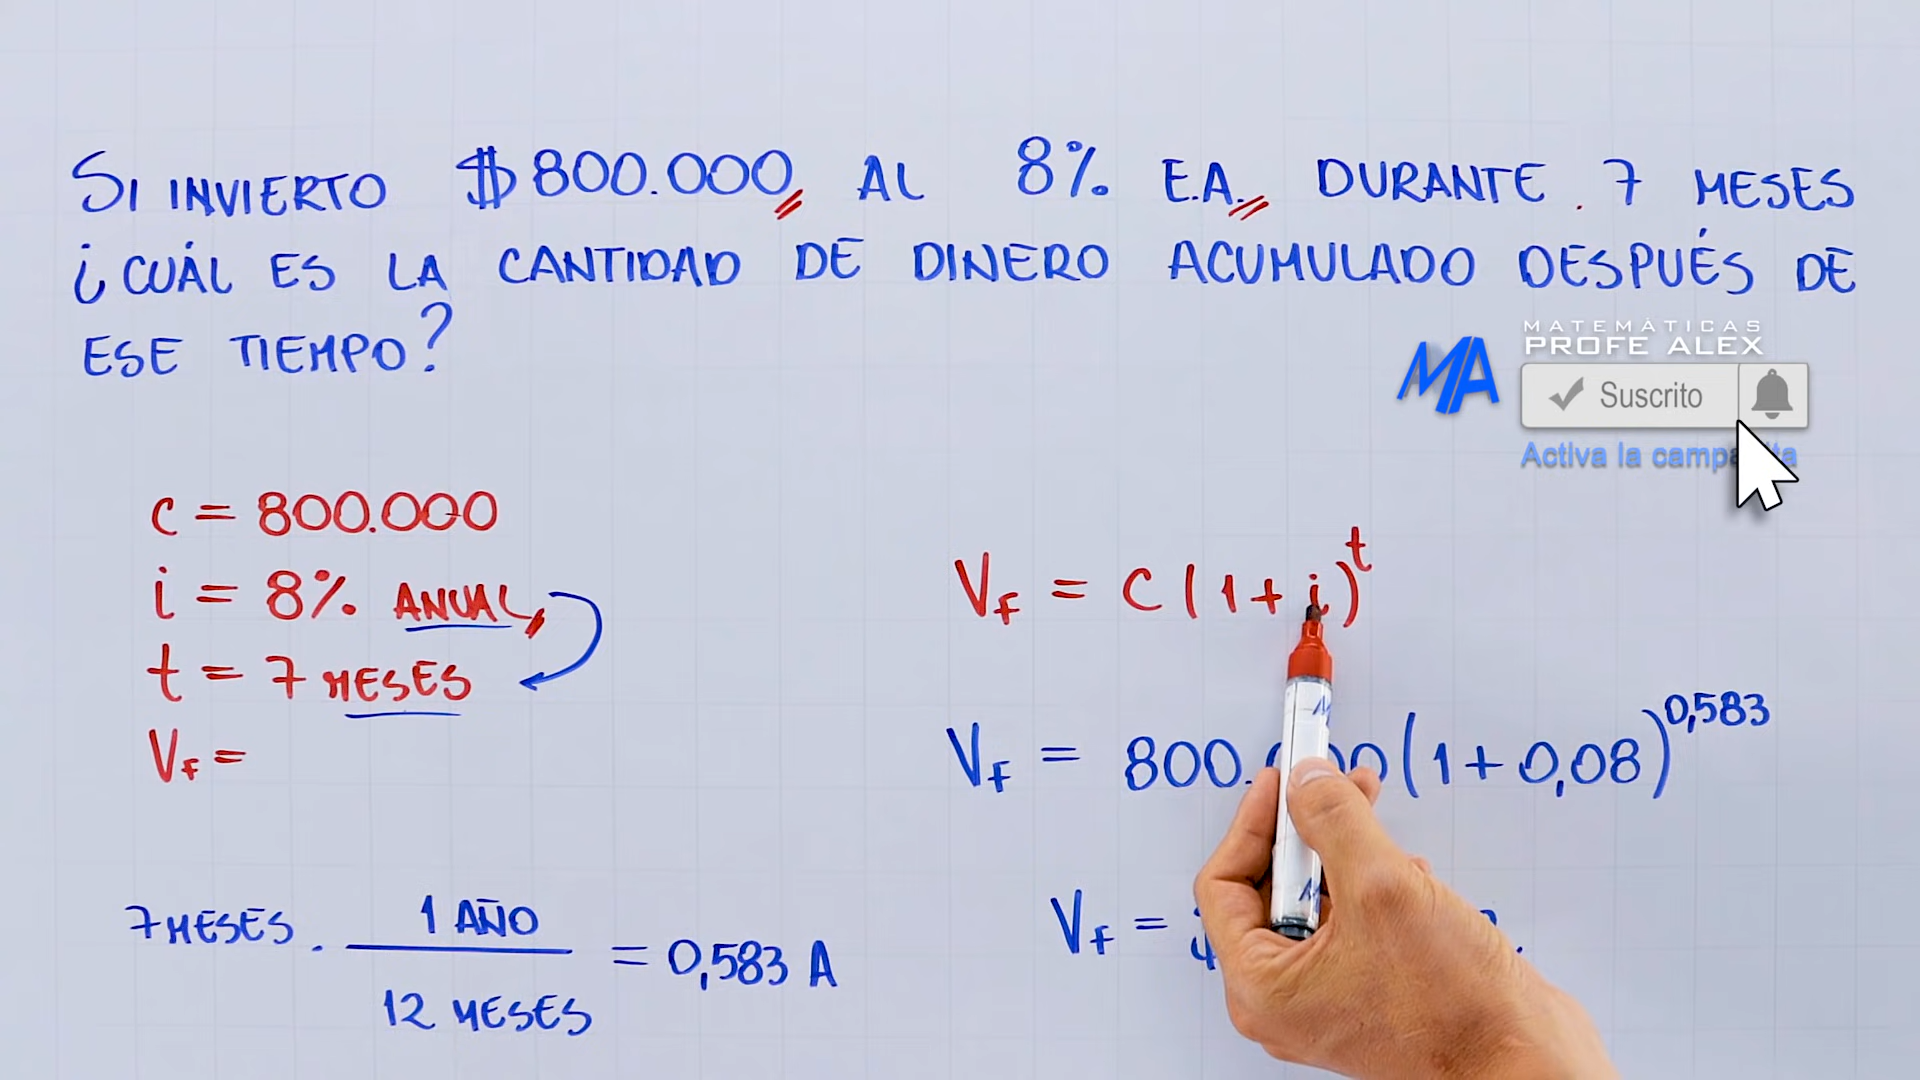 SI INVIERTO $800.000 AL 8% E.A. DURANTE 7 MESES
¿CUÁL ES LA CANTIDAD DE DINERO ACUMULADO DESPUÉS DE
ESE TIEMPO?
MATEMÁTICAS
PROFE ALEX
MA
Suscrito
Activa la
c = 800.000
i = 8% ANUAL
t = 7 MESES
Vf =
Vf = C(1+i)^t
Vf = (1+0,08)^0,583
7 MESES . 1 AÑO
12 MESES
= 0,583 A
Vf =